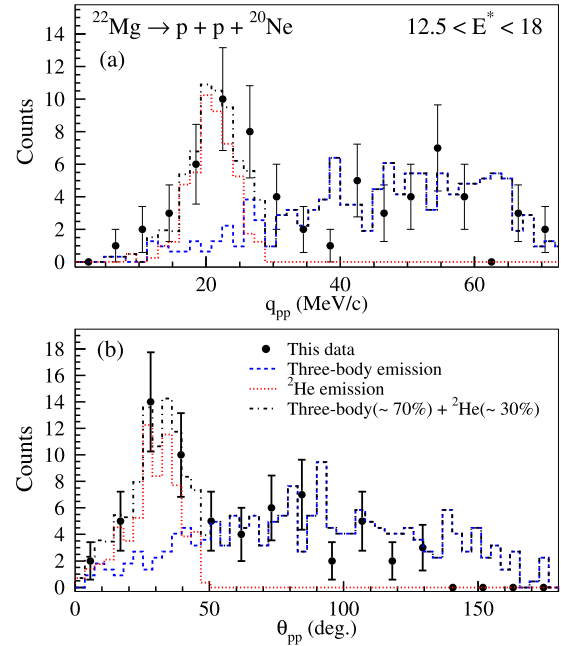 ²²Mg → p + p + ²⁰Ne 12.5 < E* < 18
(a)
14
12
10
8
6
4
2
0
Counts
20 40 60
q_pp (MeV/c)
(b)
18
16
14
12
10
8
6
4
2
0
Counts
This data
Three-body emission
²He emission
Three-body(~ 70%) + ²He(~ 30%)
0 50 100 150
θ_pp (deg.)